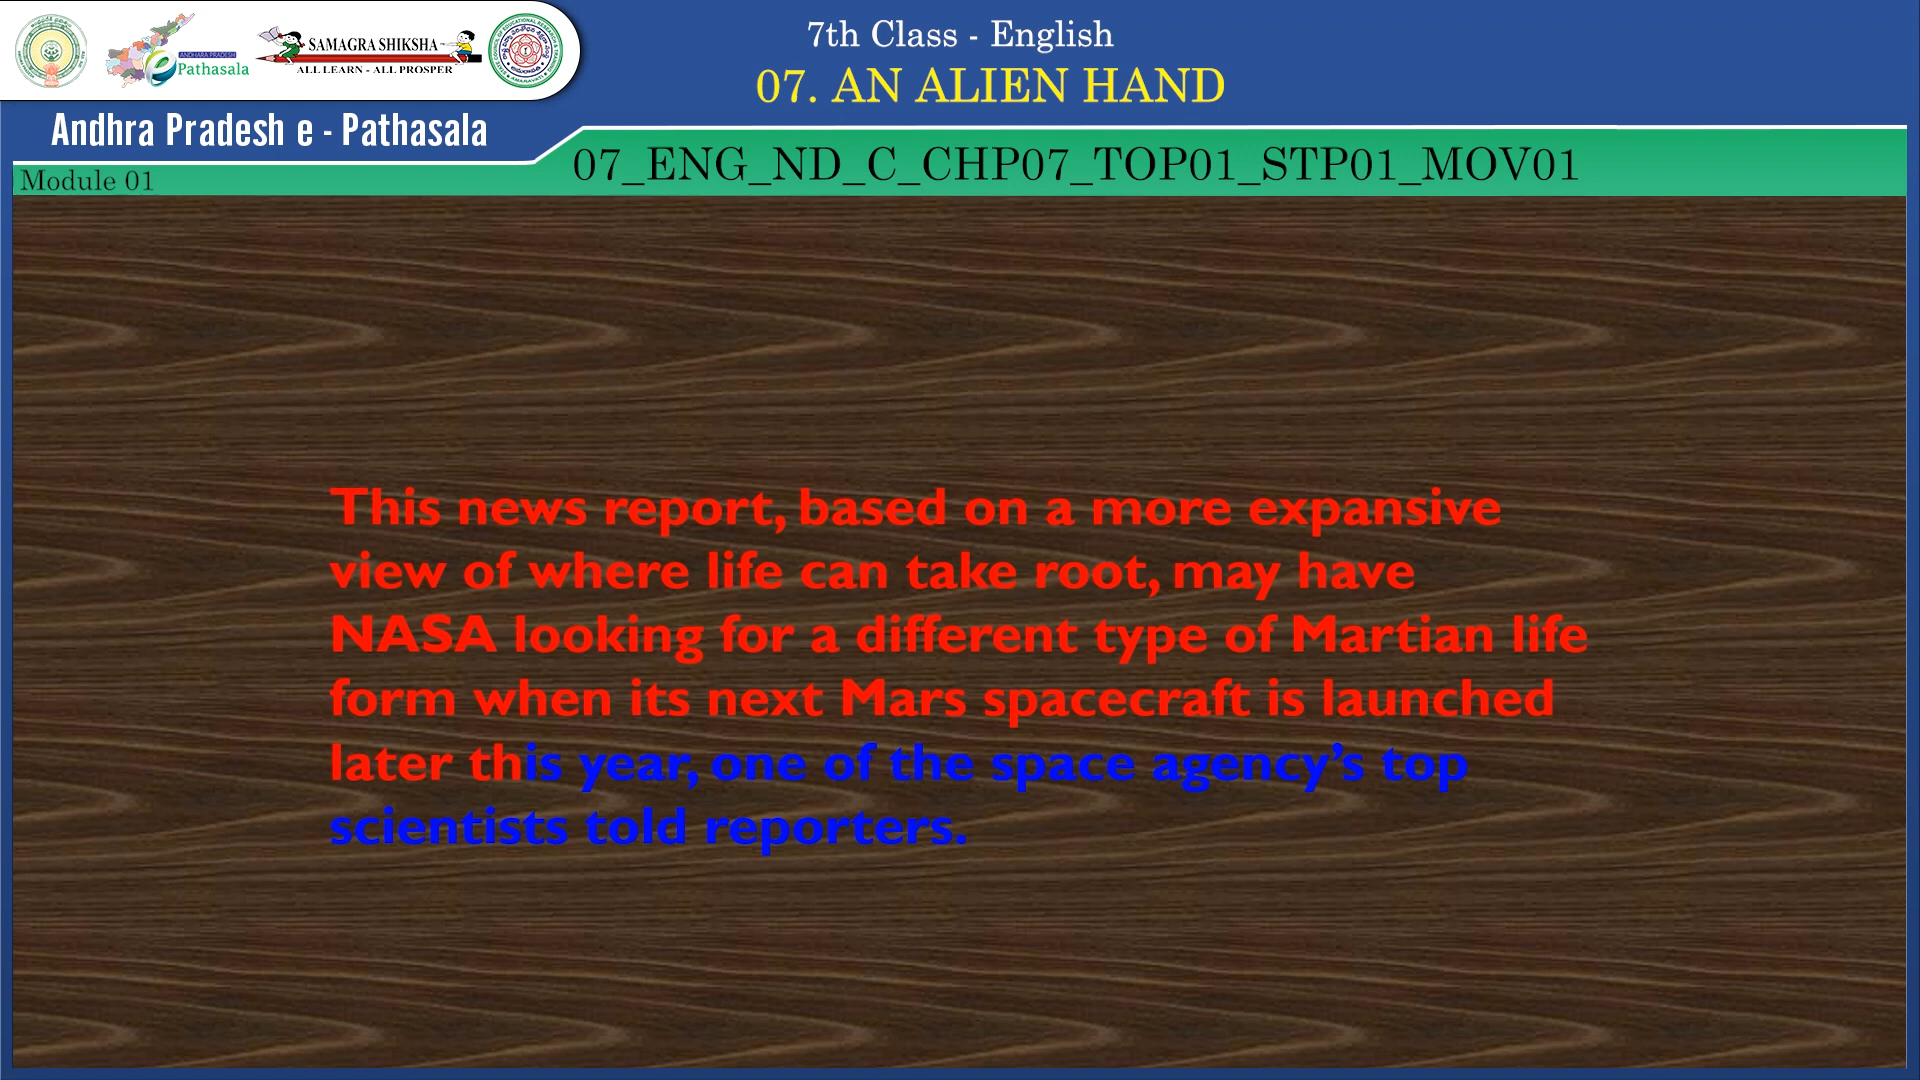 7th Class - English
07. AN ALIEN HAND
ANDHARA PRADESH
Pathasala
SAMAGRA SHIKSHA
ALL LEARN - ALL PROSPER
Andhra Pradesh e - Pathasala
07_ENG_ND_C_CHP07_TOP01_STP01_MOV01
Module 01
This news report, based on a more expansive
view of where life can take root, may have
NASA looking for a different type of Martian life
form when its next Mars spacecraft is launched
later this year, one of the space agency's top
scientists told reporters.